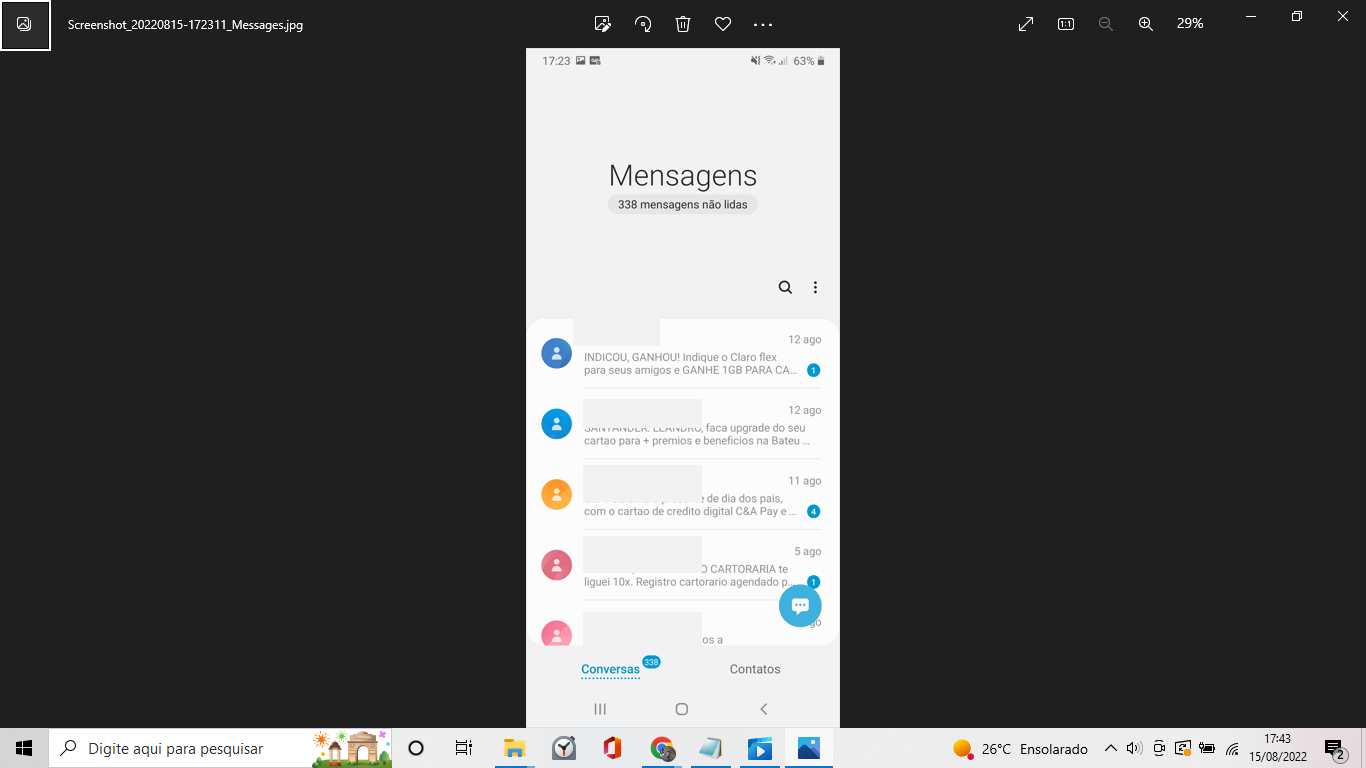 Screenshot_20220815-172311_Messages.jpg
1:1
29%
17:23
63%
Mensagens
338 mensagens não lidas
12 ago
INDICOU, GANHOU! Indique o Claro flex
para seus amigos e GANHE 1GB PARA CA...
1
12 ago
SANTANDER: LEANDRO, faca upgrade do seu
cartao para + premios e beneficios na Bateu ...
11 ago
de dia dos pais,
com o cartao de credito digital C&A Pay e ...
4
5 ago
O CARTORARIA te
liguei 10x. Registro cartorario agendado p...
1
os a
Conversas
338
Contatos
Digite aqui para pesquisar
26°C Ensolarado
17:43
15/08/2022
2